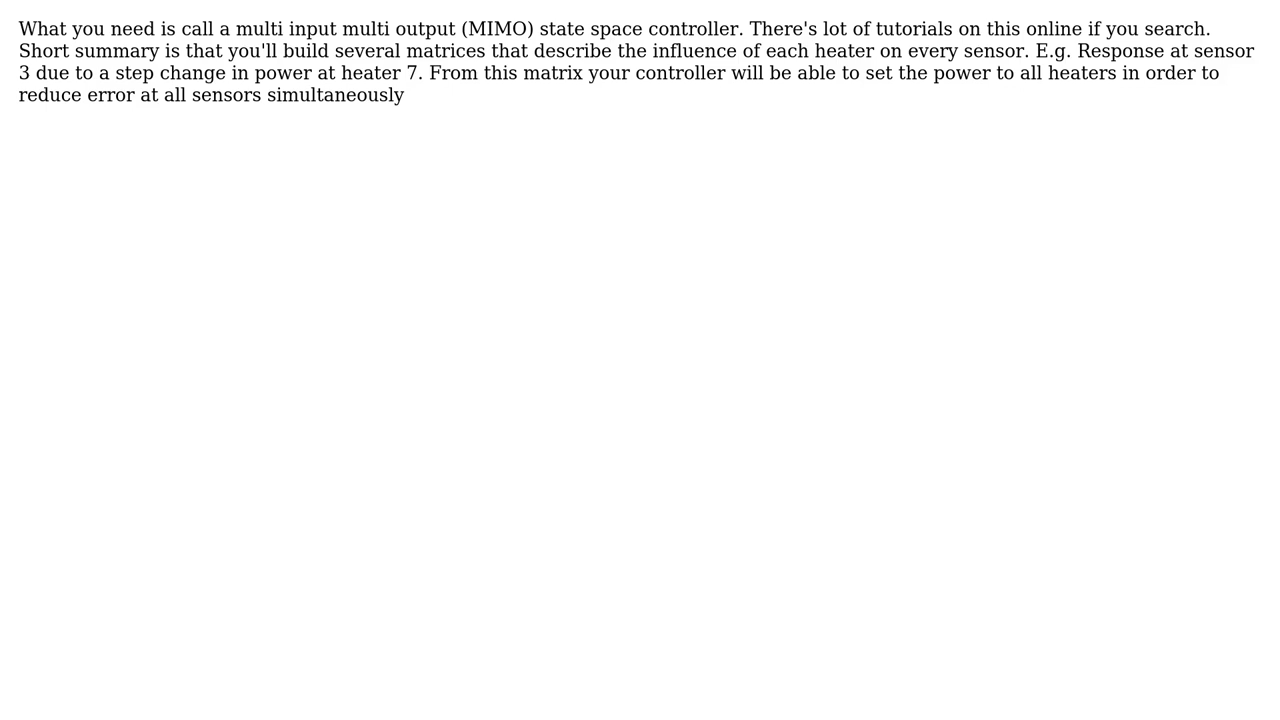 What you need is call a multi input multi output (MIMO) state space controller. There's lot of tutorials on this online if you search.
Short summary is that you'll build several matrices that describe the influence of each heater on every sensor. E.g. Response at sensor
3 due to a step change in power at heater 7. From this matrix your controller will be able to set the power to all heaters in order to
reduce error at all sensors simultaneously